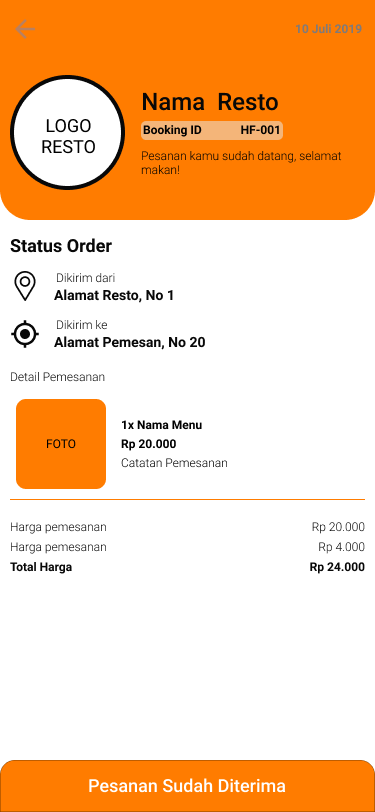 10 Juli 2019
LOGO
RESTO
Nama Resto
Booking ID HF-001
Pesanan kamu sudah datang, selamat
makan!
Status Order
Dikirim dari
Alamat Resto, No 1
Dikirim ke
Alamat Pemesan, No 20
Detail Pemesanan
FOTO
1x Nama Menu
Rp 20.000
Catatan Pemesanan
Harga pemesanan Rp 20.000
Harga pemesanan Rp 4.000
Total Harga Rp 24.000
Pesanan Sudah Diterima